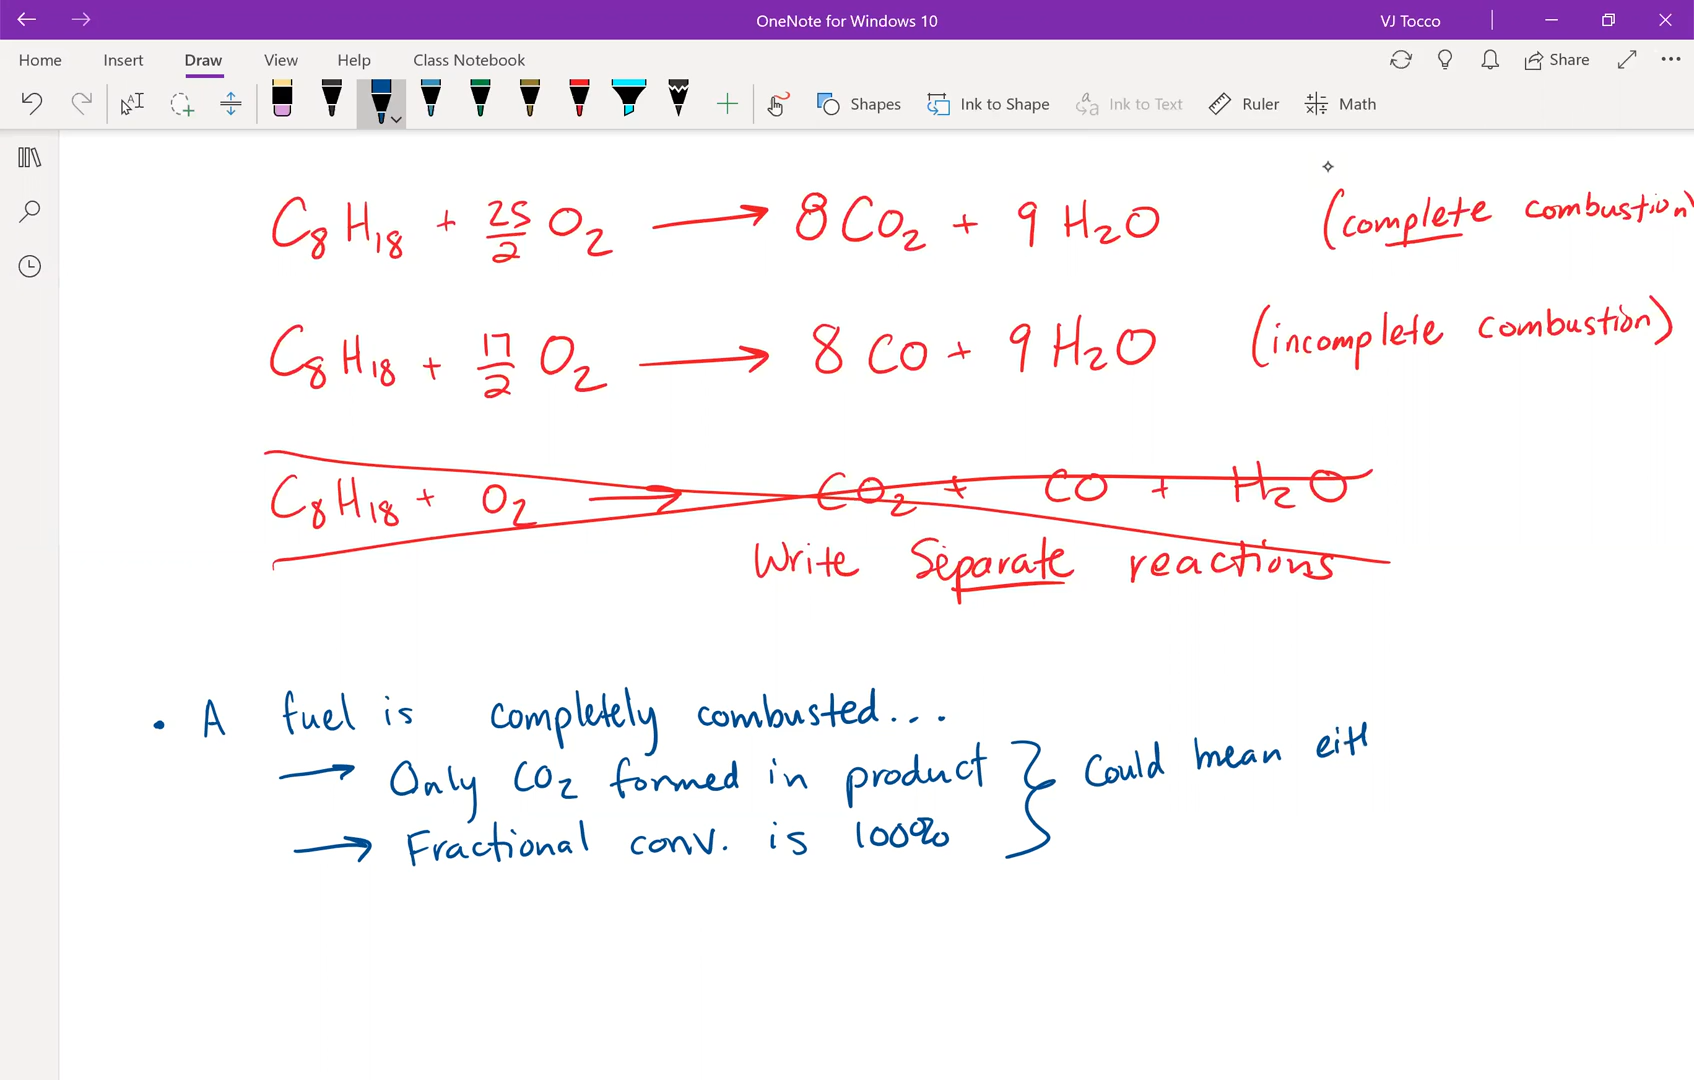 OneNote for Windows 10
VJ Tocco
Home Insert Draw View Help Class Notebook
Share
Shapes Ink to Shape Ink to Text Ruler Math
C₈H₁₈ + 25/2 O₂ → 8 CO₂ + 9 H₂O (complete combustion)
C₈H₁₈ + 17/2 O₂ → 8 CO + 9 H₂O (incomplete combustion)
C₈H₁₈ + O₂ → CO₂ + CO + H₂O
Write Separate reactions
• A fuel is completely combusted...
→ Only CO₂ formed in product } Could mean eith
→ Fractional conv. is 100%